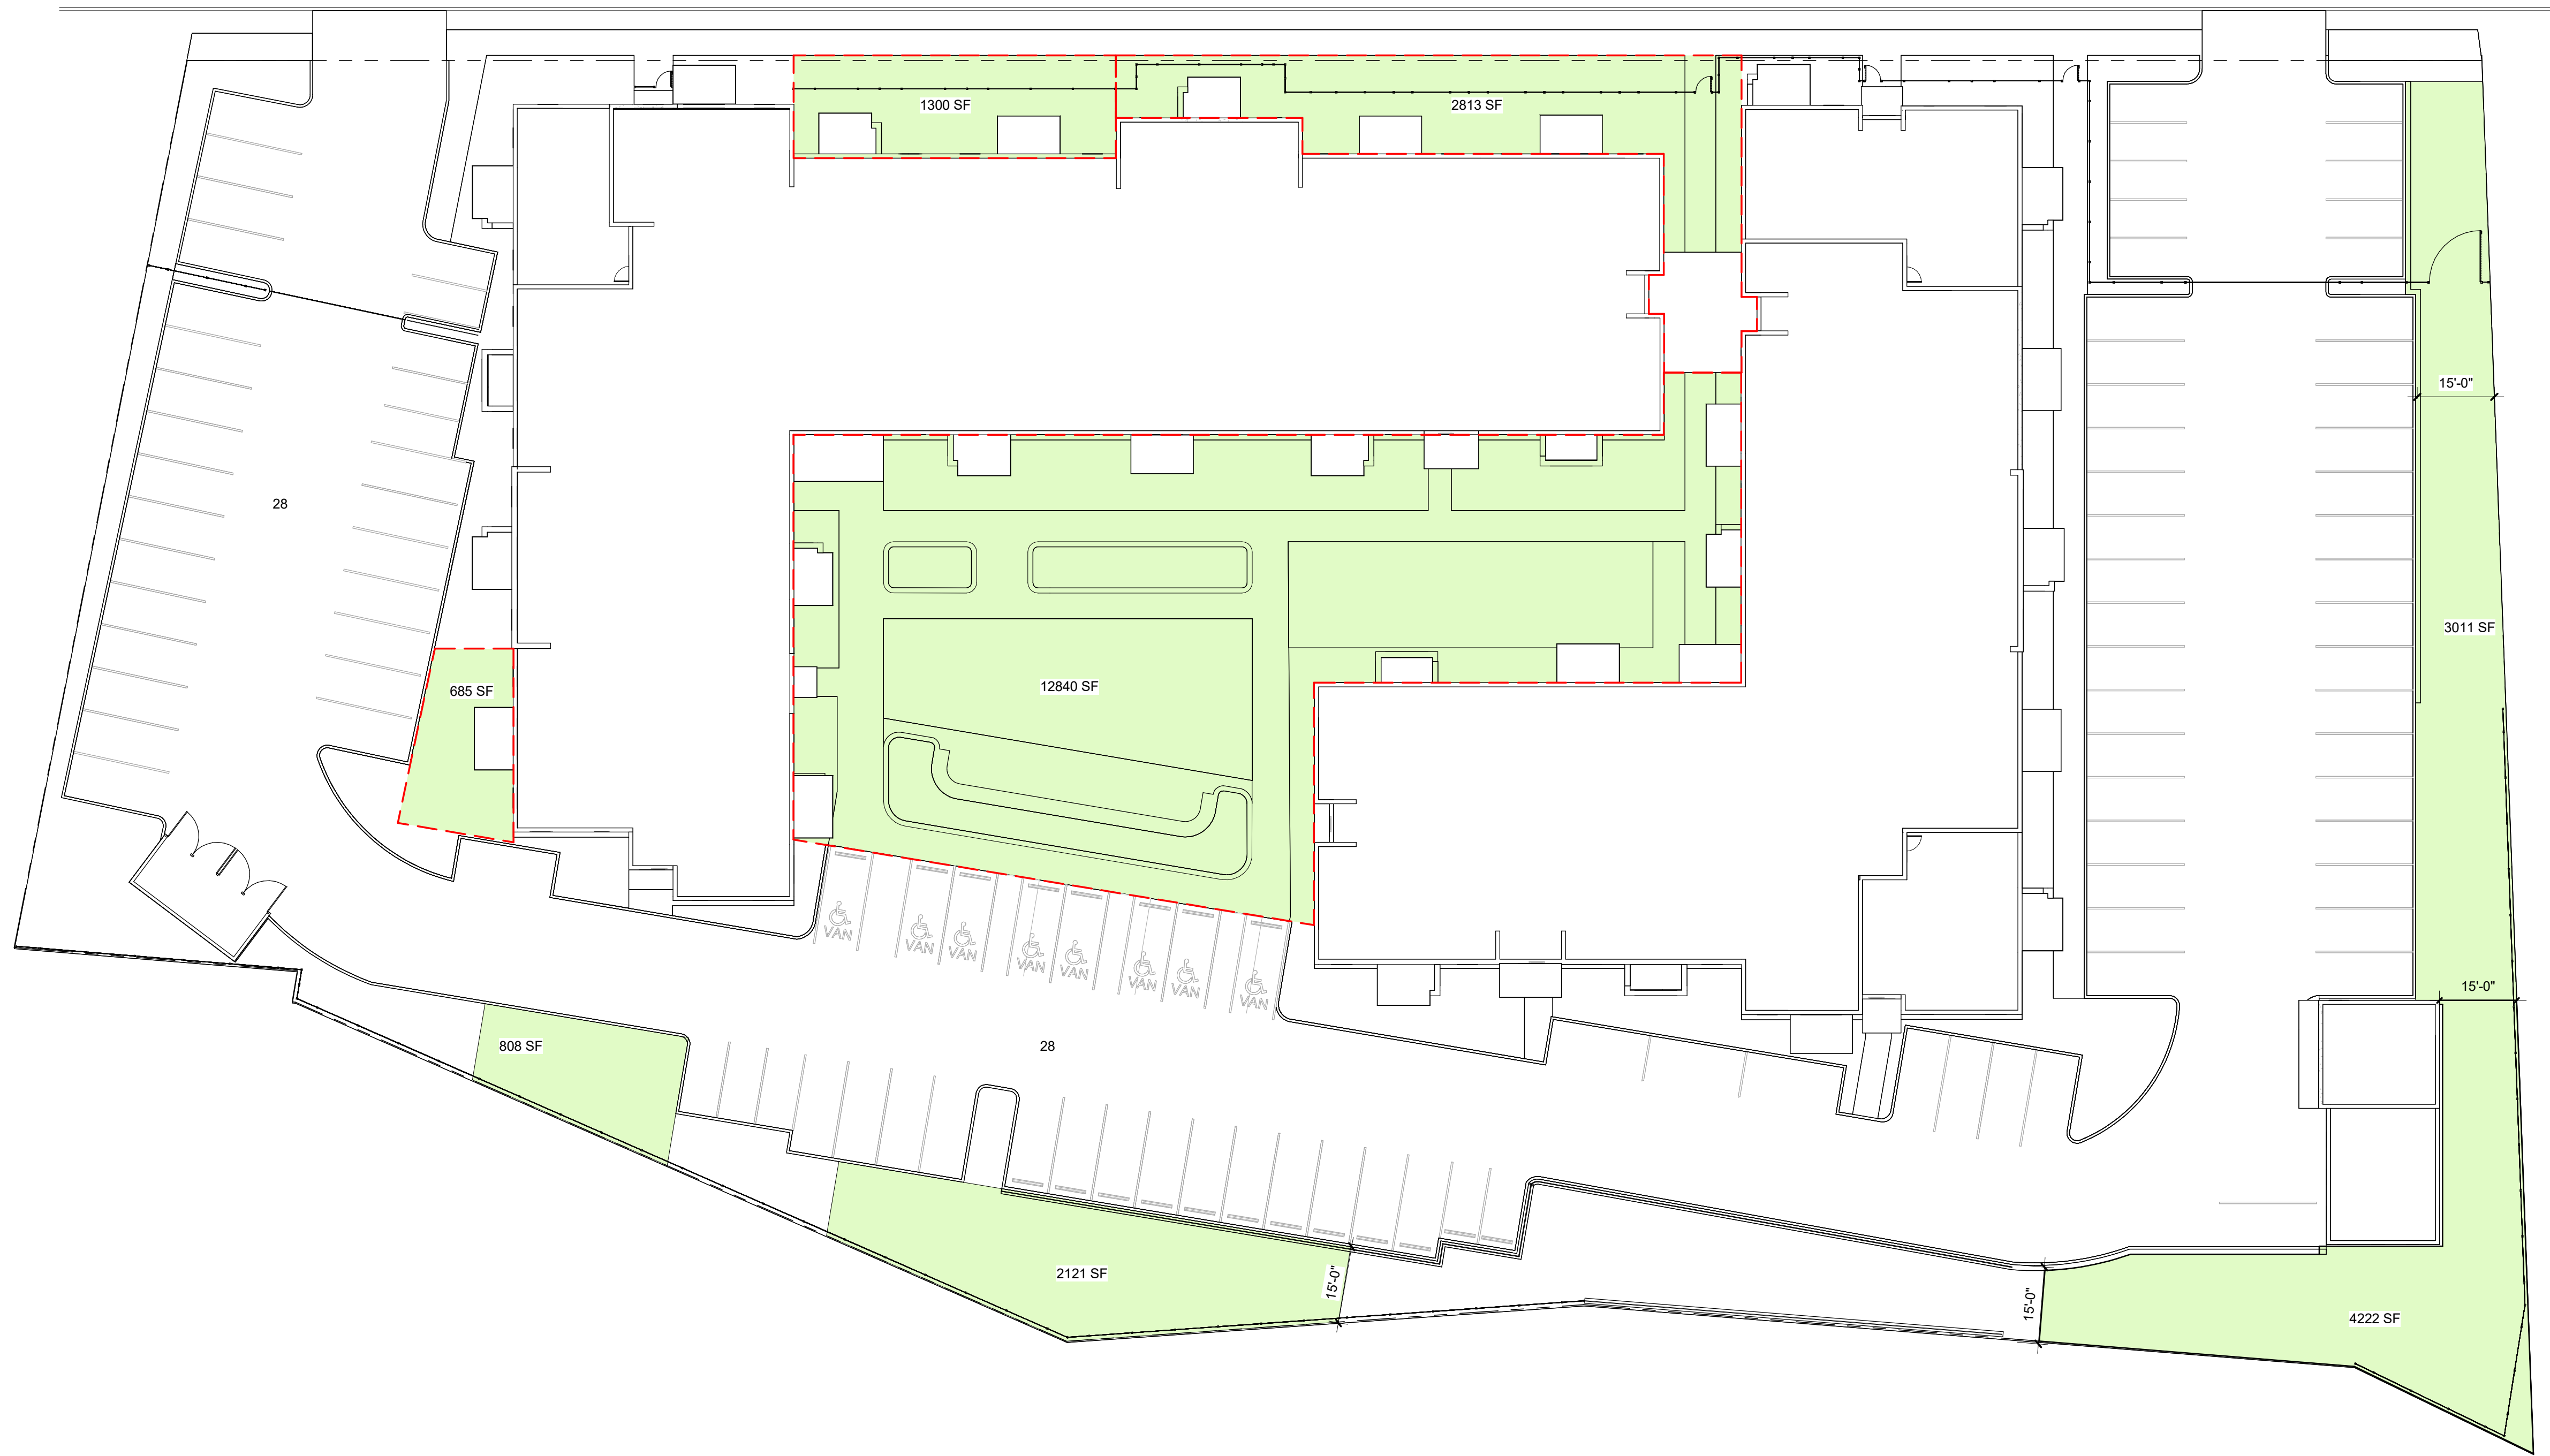 1300 SF
2813 SF
15'-0"
28
3011 SF
685 SF
12840 SF
VAN
VAN
VAN
VAN
VAN
VAN
VAN
VAN
15'-0"
808 SF
28
2121 SF
15'-0"
15'-0"
4222 SF